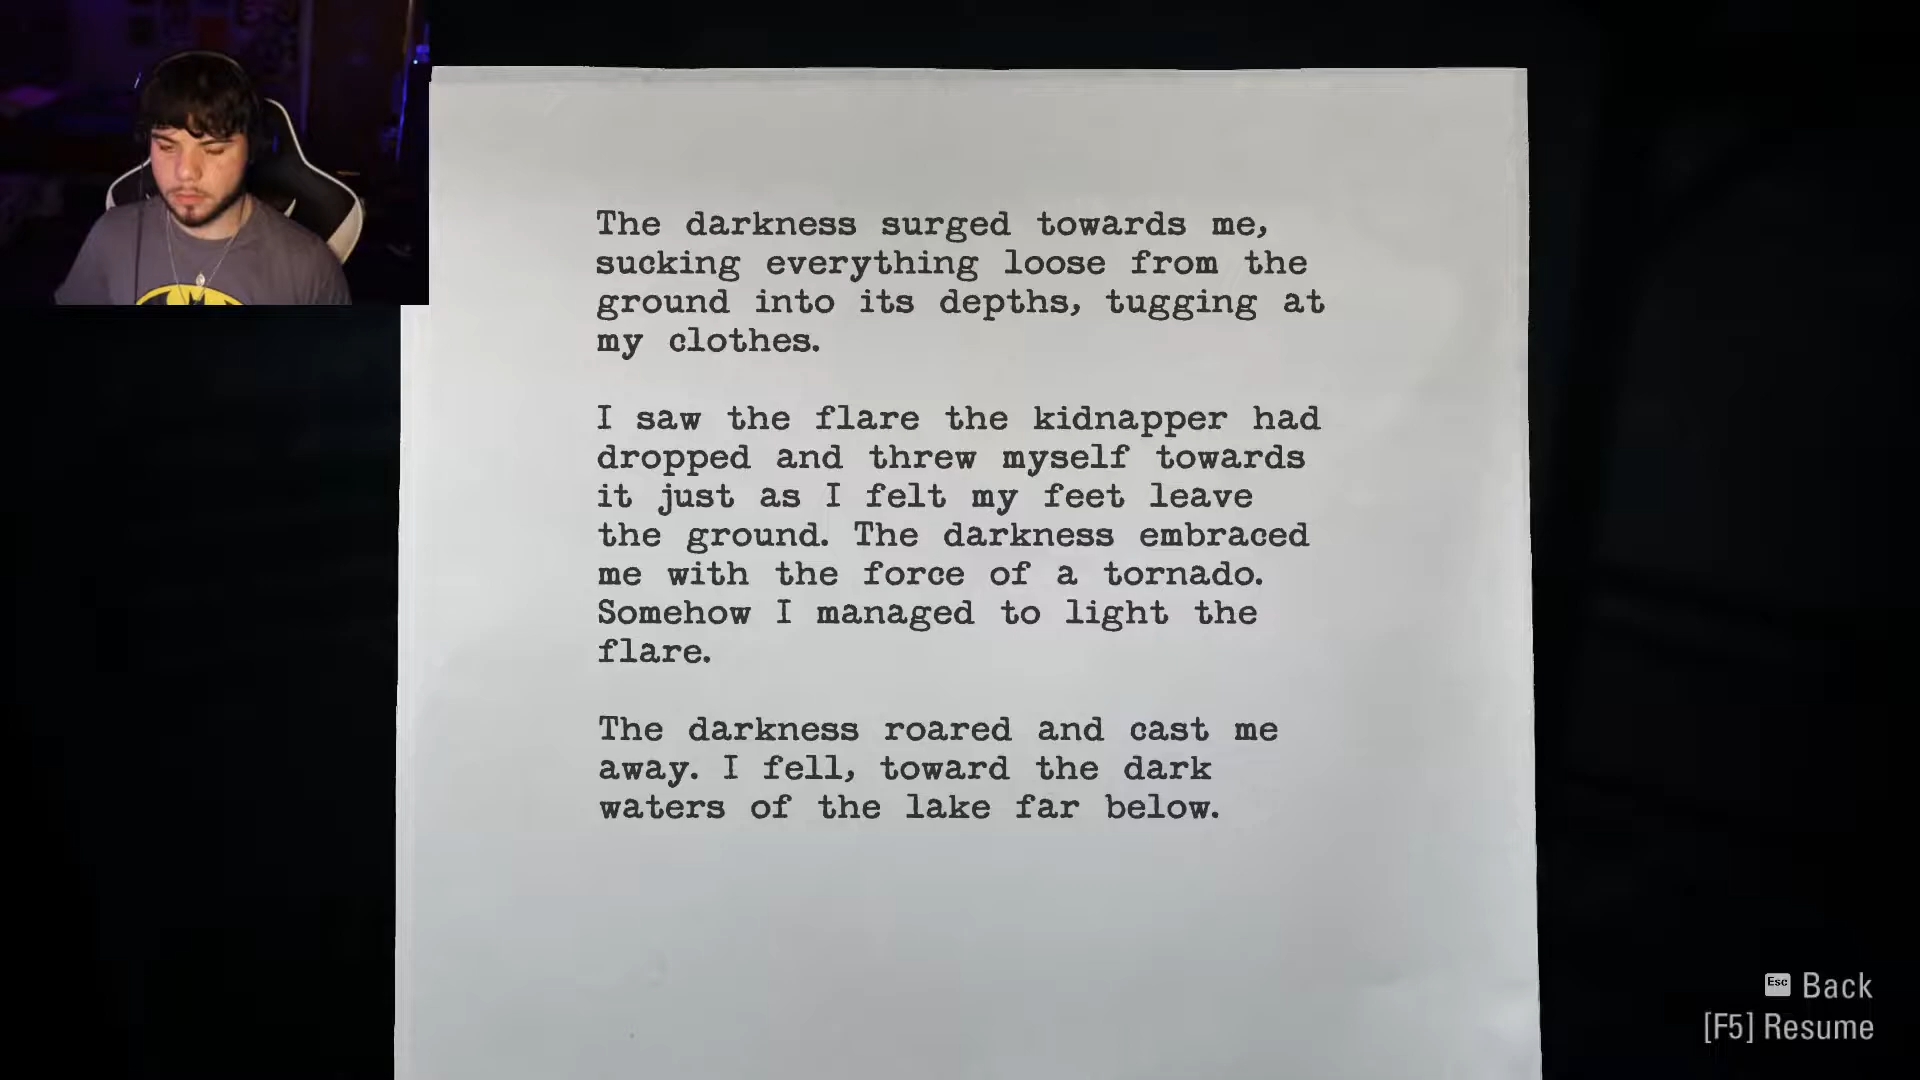 The darkness surged towards me,
sucking everything loose from the
ground into its depths, tugging at
my clothes.
I saw the flare the kidnapper had
dropped and threw myself towards
it just as I felt my feet leave
the ground. The darkness embraced
me with the force of a tornado.
Somehow I managed to light the
flare.
The darkness roared and cast me
away. I fell, toward the dark
waters of the lake far below.
Esc Back
[F5] Resume